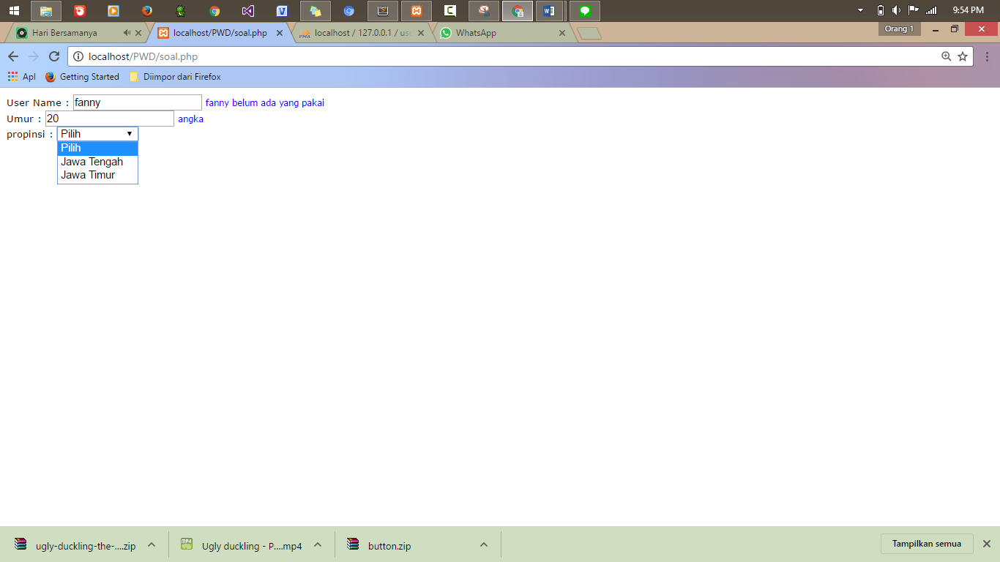 9:54 PM
Hari Bersamanya
localhost/PWD/soal.php
localhost / 127.0.0.1 / use
WhatsApp
Orang 1
localhost/PWD/soal.php
Apl
Getting Started
Diimpor dari Firefox
User Name : fanny fanny belum ada yang pakai
Umur : 20 angka
propinsi : Pilih
Pilih
Jawa Tengah
Jawa Timur
ugly-duckling-the-....zip
Ugly duckling - P....mp4
button.zip
Tampilkan semua